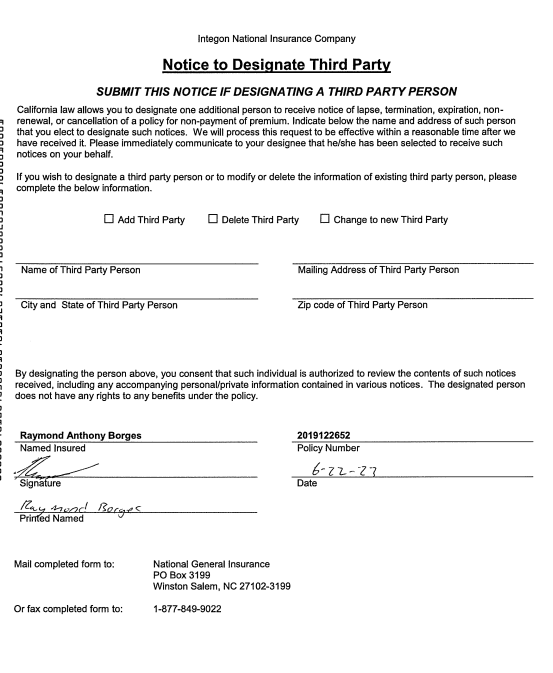 Integon National Insurance Company
Notice to Designate Third Party
SUBMIT THIS NOTICE IF DESIGNATING A THIRD PARTY PERSON
California law allows you to designate one additional person to receive notice of lapse, termination, expiration, non-
renewal, or cancellation of a policy for non-payment of premium. Indicate below the name and address of such person
that you elect to designate such notices. We will process this request to be effective within a reasonable time after we
have received it. Please immediately communicate to your designee that he/she has been selected to receive such
notices on your behalf.
If you wish to designate a third party person or to modify or delete the information of existing third party person, please
complete the below information.
☐ Add Third Party ☐ Delete Third Party ☐ Change to new Third Party
Name of Third Party Person Mailing Address of Third Party Person
City and State of Third Party Person Zip code of Third Party Person
By designating the person above, you consent that such individual is authorized to review the contents of such notices
received, including any accompanying personal/private information contained in various notices. The designated person
does not have any rights to any benefits under the policy.
Raymond Anthony Borges 2019122652
Named Insured Policy Number
6-22-23
Signature Date
Raymond Borges
Printed Named
Mail completed form to: National General Insurance
PO Box 3199
Winston Salem, NC 27102-3199
Or fax completed form to: 1-877-849-9022